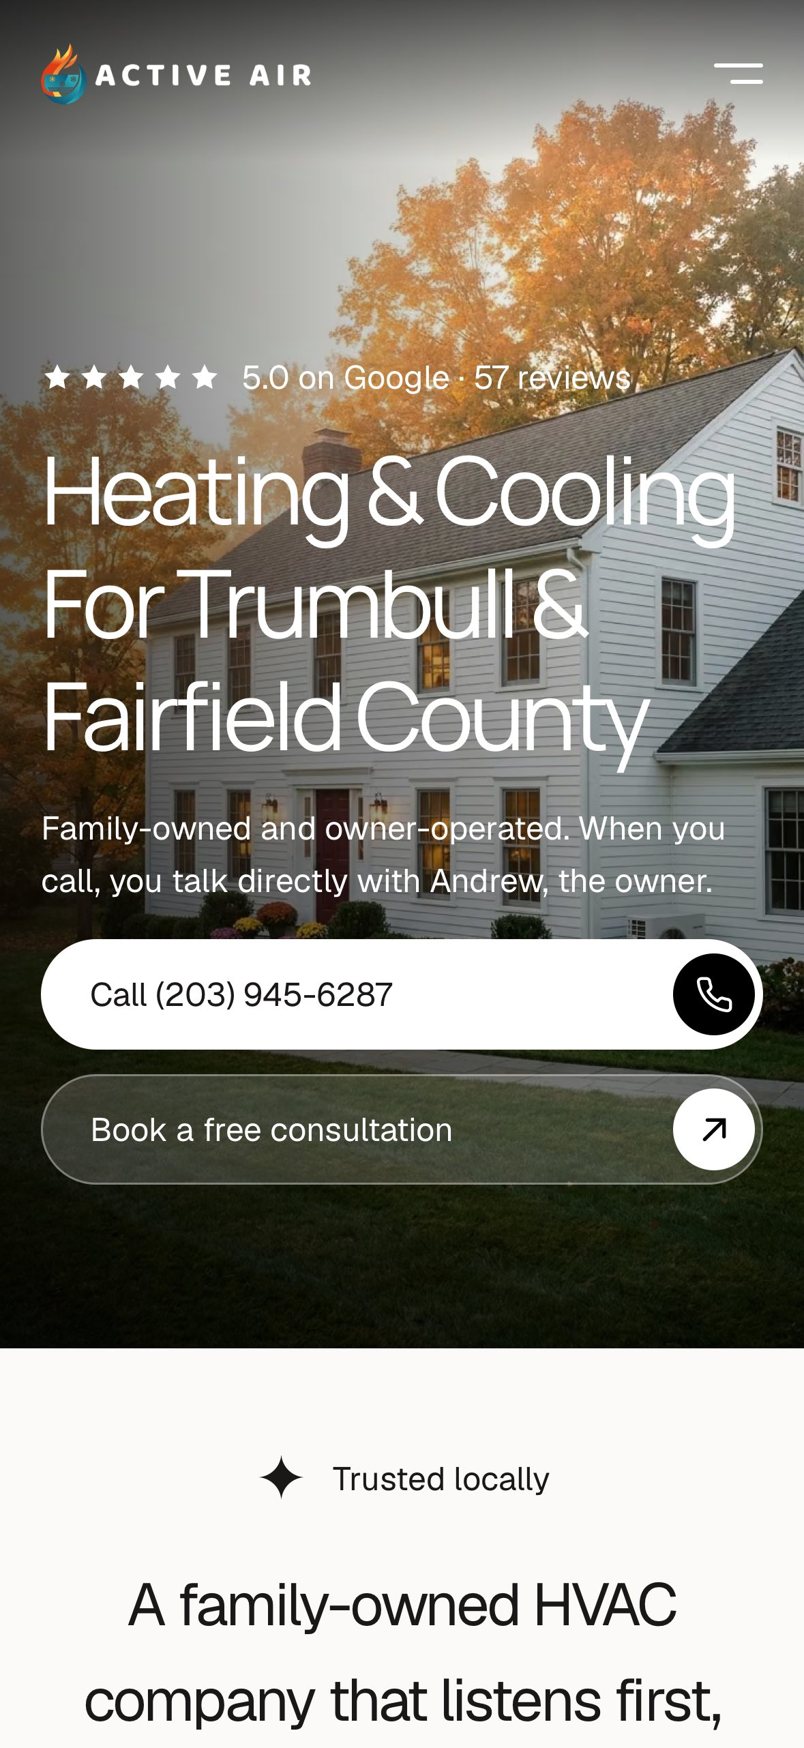 ACTIVE AIR
5.0 on Google · 57 reviews
Heating & Cooling
For Trumbull &
Fairfield County
Family-owned and owner-operated. When you
call, you talk directly with Andrew, the owner.
Call (203) 945-6287
Book a free consultation
Trusted locally
A family-owned HVAC
company that listens first,